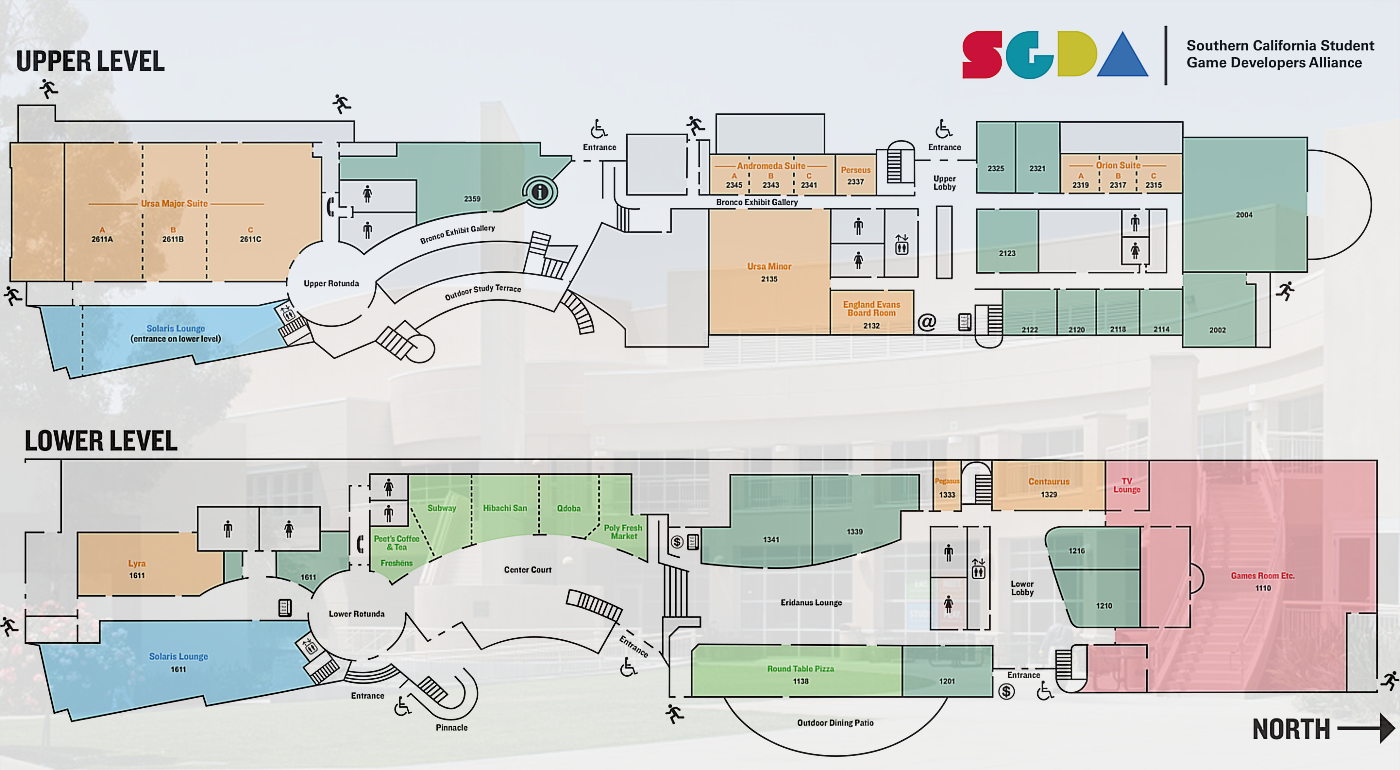 SGDA
Southern California Student
Game Developers Alliance
UPPER LEVEL
Entrance
Entrance
Upper
Lobby
Andromeda Suite
A
2345
B
2343
C
2341
Perseus
2337
2325
2321
Orion Suite
A
2319
B
2317
C
2315
Ursa Major Suite
A
2611A
B
2611B
C
2611C
2359
i
Bronco Exhibit Gallery
Bronco Exhibit Gallery
2004
Ursa Minor
2135
2123
Upper Rotunda
Outdoor Study Terrace
England Evans
Board Room
2132
@
2122
2120
2118
2114
2002
Solaris Lounge
(entrance on lower level)
LOWER LEVEL
Subway
Hibachi San
Qdoba
Poly Fresh
Market
Peet's Coffee
& Tea
Freshëns
Center Court
Lyra
1611
1611
Lower Rotunda
Solaris Lounge
1611
Entrance
Pinnacle
Entrance
$
1341
1339
Pegasus
1333
Centaurus
1329
TV
Lounge
Eridanus Lounge
Lower
Lobby
1216
1210
Games Room Etc.
1110
Round Table Pizza
1138
1201
Entrance
$
Outdoor Dining Patio
NORTH